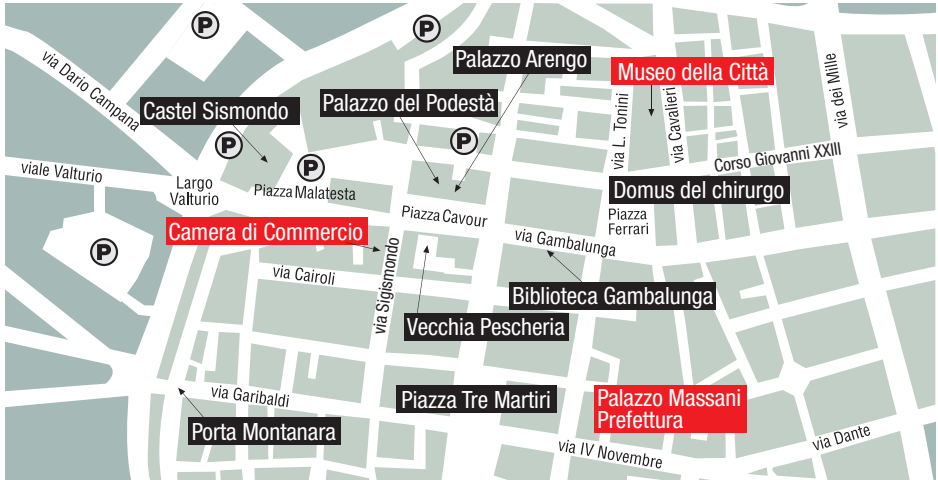 P
P
Palazzo Arengo
Museo della Città
via dei Mille
via Dario Campana
Castel Sismondo
Palazzo del Podestà
via L. Tonini
via Cavalieri
P
P
P
Corso Giovanni XXIII
viale Valturio
Largo
Valturio
Piazza Malatesta
Domus del chirurgo
Piazza Cavour
Piazza
Ferrari
Camera di Commercio
via Gambalunga
P
via Cairoli
via Sigismondo
Biblioteca Gambalunga
Vecchia Pescheria
via Garibaldi
Piazza Tre Martiri
Palazzo Massani
Prefettura
Porta Montanara
via IV Novembre
via Dante